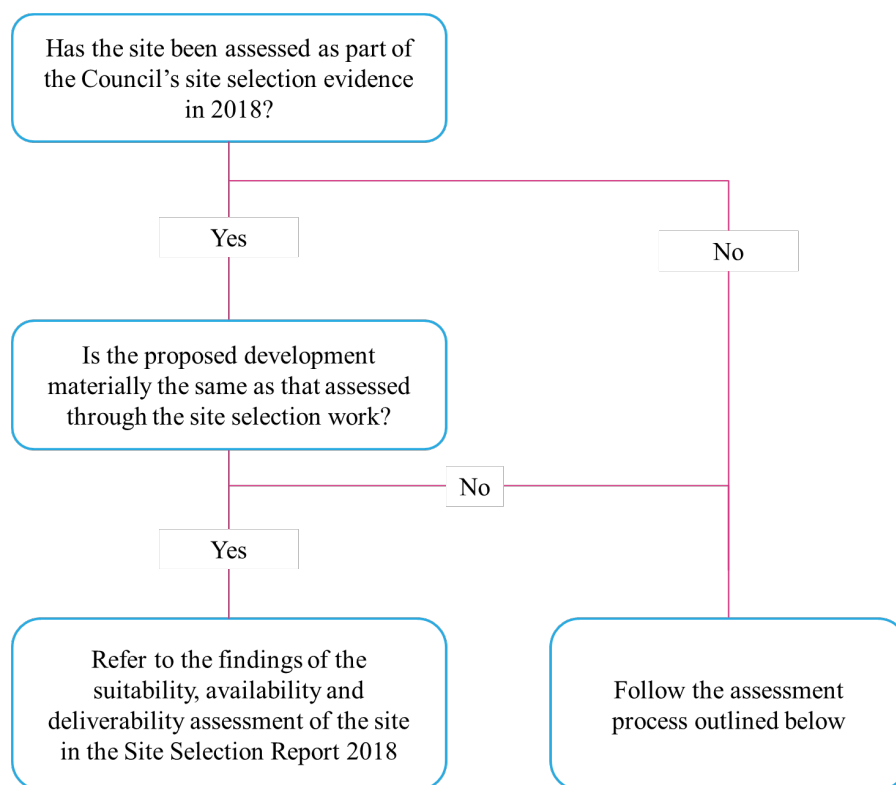 Has the site been assessed as part of
the Council’s site selection evidence
in 2018?
Yes
No
Is the proposed development
materially the same as that assessed
through the site selection work?
No
Yes
Refer to the findings of the
suitability, availability and
deliverability assessment of the site
in the Site Selection Report 2018
Follow the assessment
process outlined below